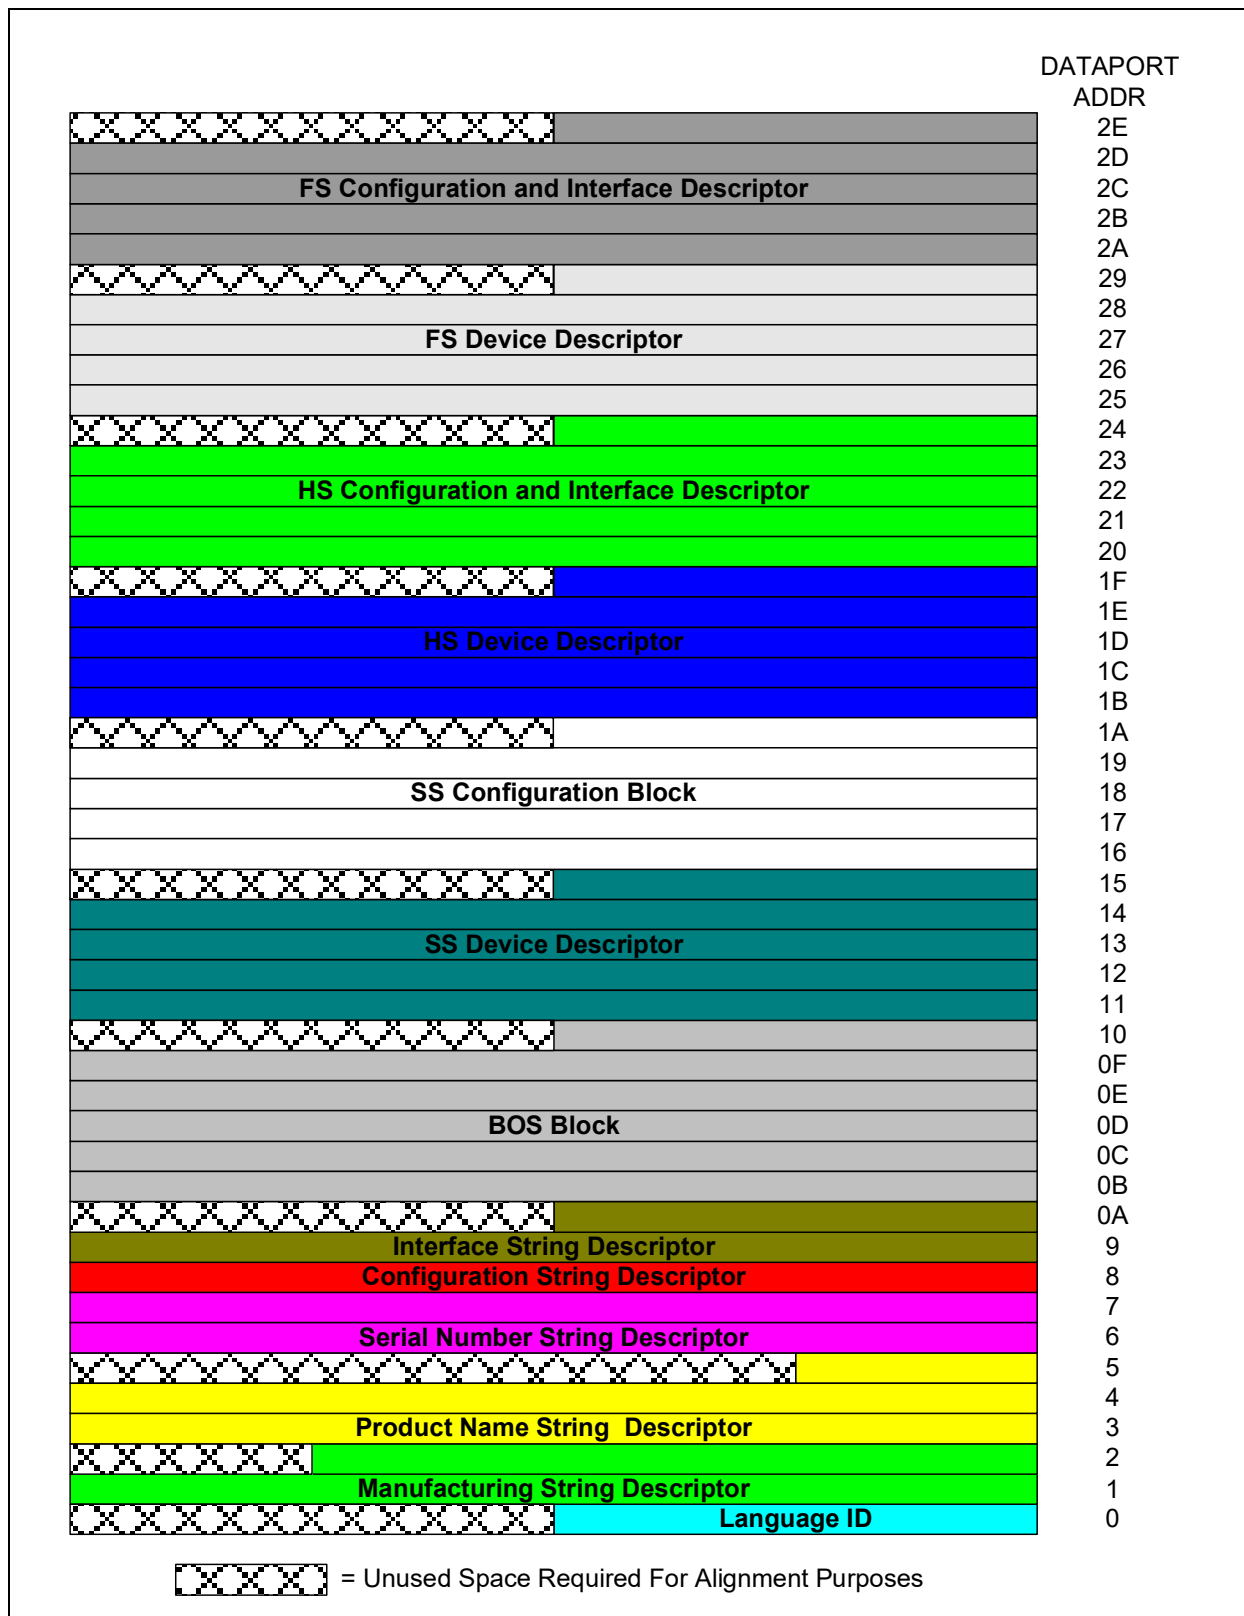 DATAPORT
ADDR
2E
2D
FS Configuration and Interface Descriptor 2C
2B
2A
29
28
FS Device Descriptor 27
26
25
24
23
HS Configuration and Interface Descriptor 22
21
20
1F
1E
HS Device Descriptor 1D
1C
1B
1A
19
SS Configuration Block 18
17
16
15
14
SS Device Descriptor 13
12
11
10
0F
0E
BOS Block 0D
0C
0B
0A
Interface String Descriptor 9
Configuration String Descriptor 8
7
Serial Number String Descriptor 6
5
4
Product Name String  Descriptor 3
2
Manufacturing String Descriptor 1
Language ID 0
= Unused Space Required For Alignment Purposes